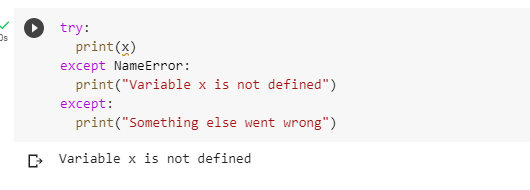 try:
  print(x)
except NameError:
  print("Variable x is not defined")
except:
  print("Something else went wrong")
0s
Variable x is not defined